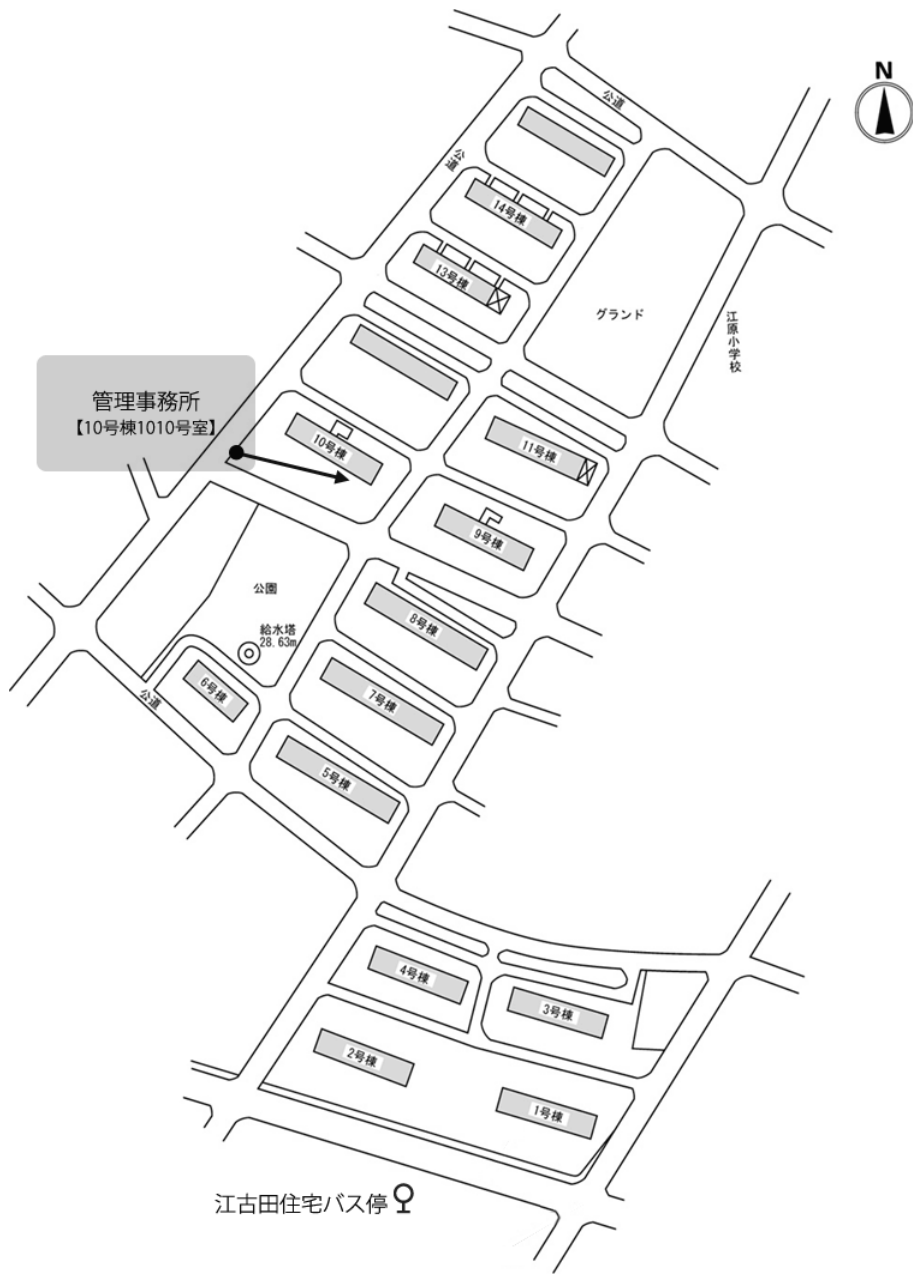 N
公道
公道
14号棟
13号棟
グランド
江原小学校
管理事務所
【10号棟1010号室】
10号棟
11号棟
9号棟
公園
給水塔
28.63m
8号棟
6号棟
公道
7号棟
5号棟
4号棟
3号棟
2号棟
1号棟
江古田住宅バス停